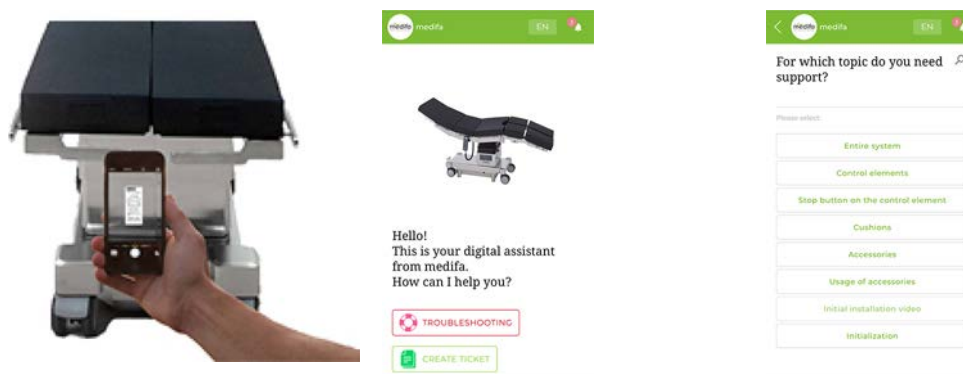 medifa medifa EN
Hello!
This is your digital assistant
from medifa.
How can I help you?
TROUBLESHOOTING
CREATE TICKET
medifa medifa EN
For which topic do you need
support?
Please select:
Entire system
Control elements
Stop button on the control element
Cushions
Accessories
Usage of accessories
Initial installation video
Initialization